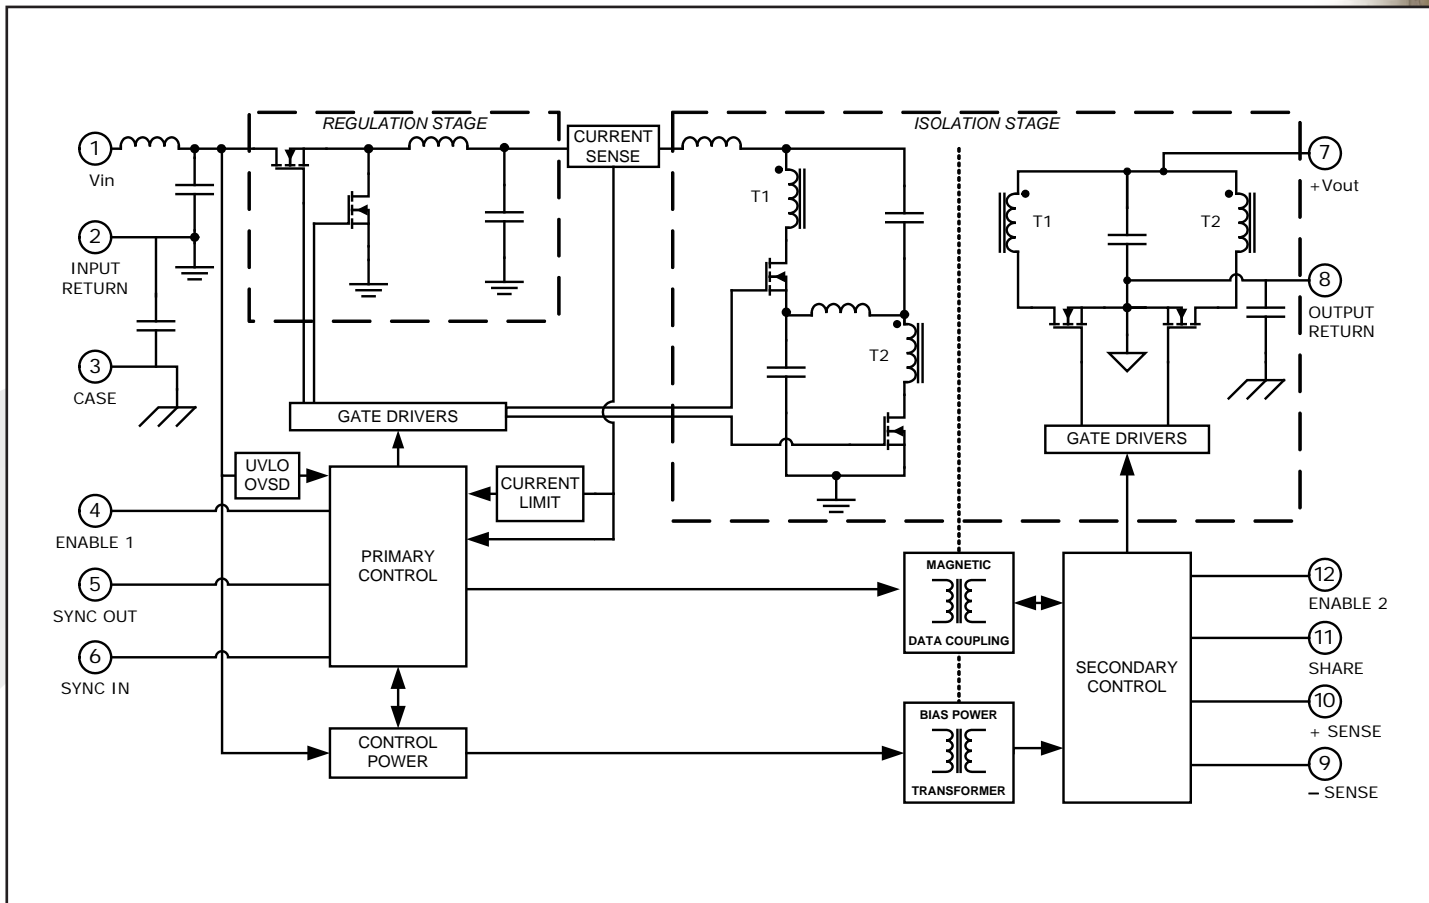 REGULATION STAGE
ISOLATION STAGE
1
Vin
2
INPUT
RETURN
3
CASE
CURRENT
SENSE
T1
T2
T1
T2
7
+Vout
8
OUTPUT
RETURN
GATE DRIVERS
GATE DRIVERS
UVLO
OVSD
CURRENT
LIMIT
4
ENABLE 1
5
SYNC OUT
6
SYNC IN
PRIMARY
CONTROL
CONTROL
POWER
MAGNETIC
DATA COUPLING
BIAS POWER
TRANSFORMER
SECONDARY
CONTROL
12
ENABLE 2
11
SHARE
10
+ SENSE
9
– SENSE